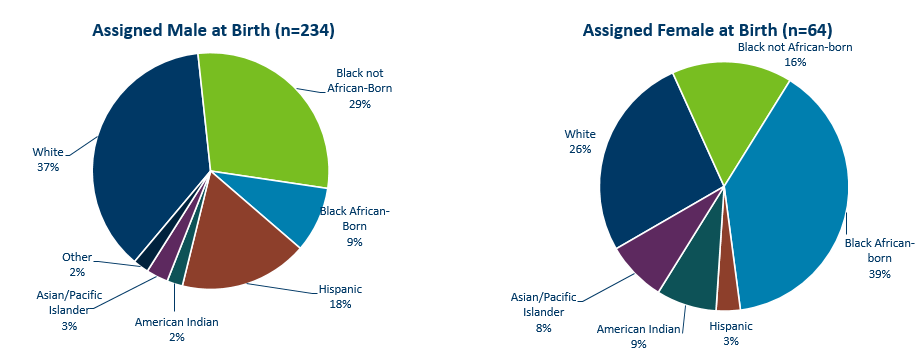 Assigned Male at Birth (n=234)
Black not
African-Born
29%
Black African-
Born
9%
Hispanic
18%
American Indian
2%
Asian/Pacific
Islander
3%
Other
2%
White
37%
Assigned Female at Birth (n=64)
Black not African-born
16%
Black African-
born
39%
Hispanic
3%
American Indian
9%
Asian/Pacific
Islander
8%
White
26%